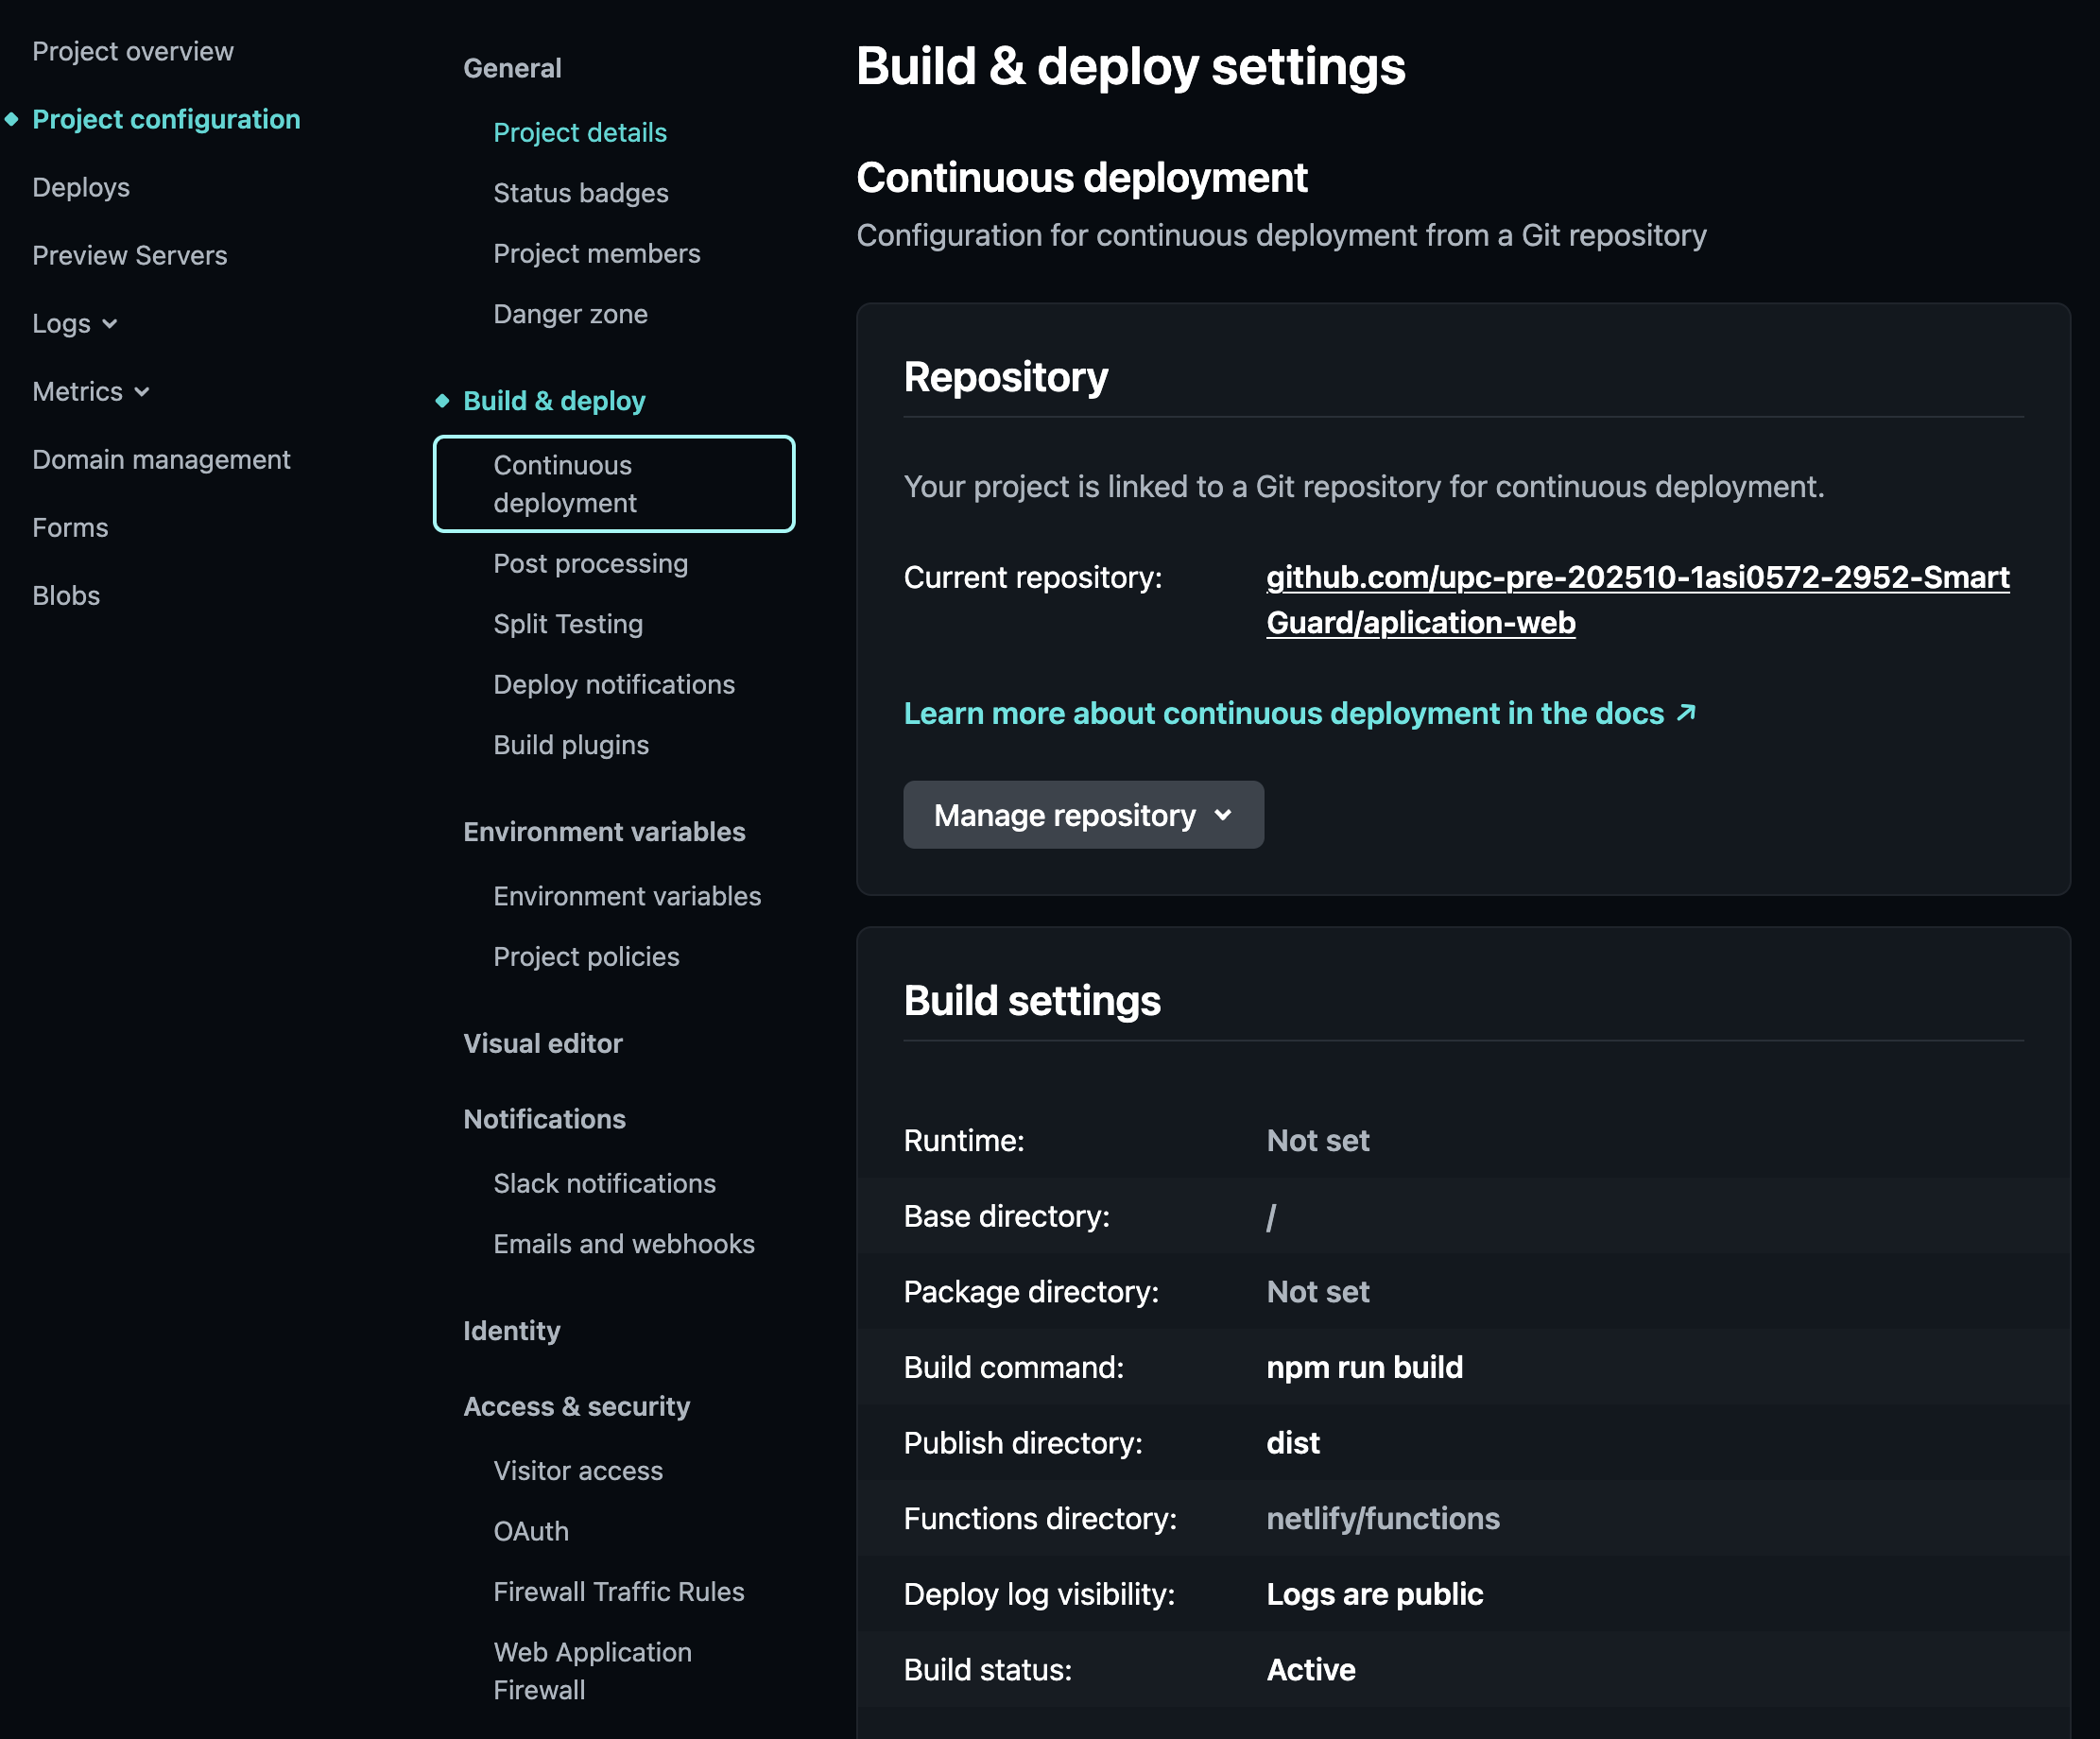 Project overview
Project configuration
Deploys
Preview Servers
Logs
Metrics
Domain management
Forms
Blobs
General
Project details
Status badges
Project members
Danger zone
Build & deploy
Continuous
deployment
Post processing
Split Testing
Deploy notifications
Build plugins
Environment variables
Environment variables
Project policies
Visual editor
Notifications
Slack notifications
Emails and webhooks
Identity
Access & security
Visitor access
OAuth
Firewall Traffic Rules
Web Application
Firewall
Build & deploy settings
Continuous deployment
Configuration for continuous deployment from a Git repository
Repository
Your project is linked to a Git repository for continuous deployment.
Current repository: github.com/upc-pre-202510-1asi0572-2952-Smart
Guard/aplication-web
Learn more about continuous deployment in the docs ↗
Manage repository
Build settings
Runtime: Not set
Base directory: /
Package directory: Not set
Build command: npm run build
Publish directory: dist
Functions directory: netlify/functions
Deploy log visibility: Logs are public
Build status: Active